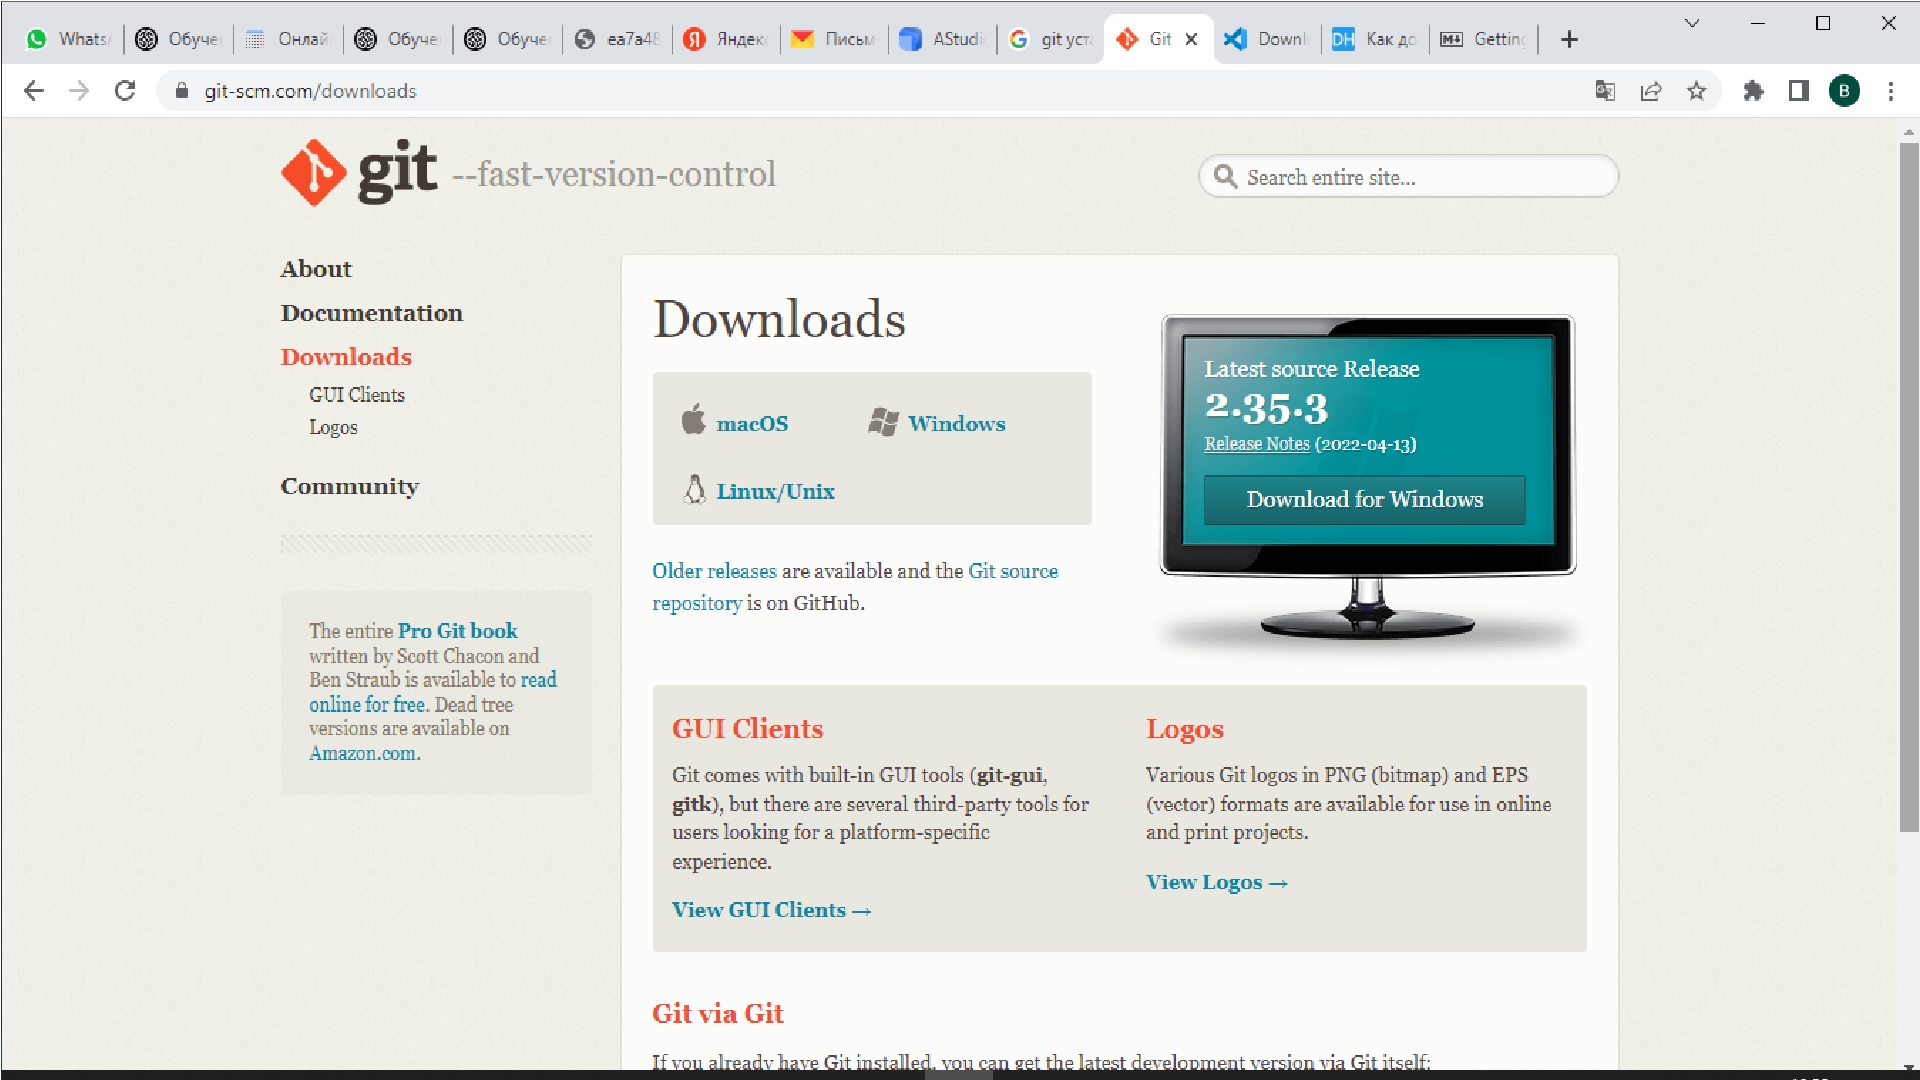 Whats
Обуче
Онлай
Обуче
Обуче
ea7a48
Яндекс
Письм
AStudi
git уст
Git
Downl
DH
Как до
Getting
git-scm.com/downloads
B
git --fast-version-control
Search entire site...
About
Documentation
Downloads
GUI Clients
Logos
Community
The entire Pro Git book
written by Scott Chacon and
Ben Straub is available to read
online for free. Dead tree
versions are available on
Amazon.com.
Downloads
macOS
Windows
Linux/Unix
Older releases are available and the Git source
repository is on GitHub.
Latest source Release
2.35.3
Release Notes (2022-04-13)
Download for Windows
GUI Clients
Git comes with built-in GUI tools (git-gui,
gitk), but there are several third-party tools for
users looking for a platform-specific
experience.
View GUI Clients →
Logos
Various Git logos in PNG (bitmap) and EPS
(vector) formats are available for use in online
and print projects.
View Logos →
Git via Git
If you already have Git installed, you can get the latest development version via Git itself: